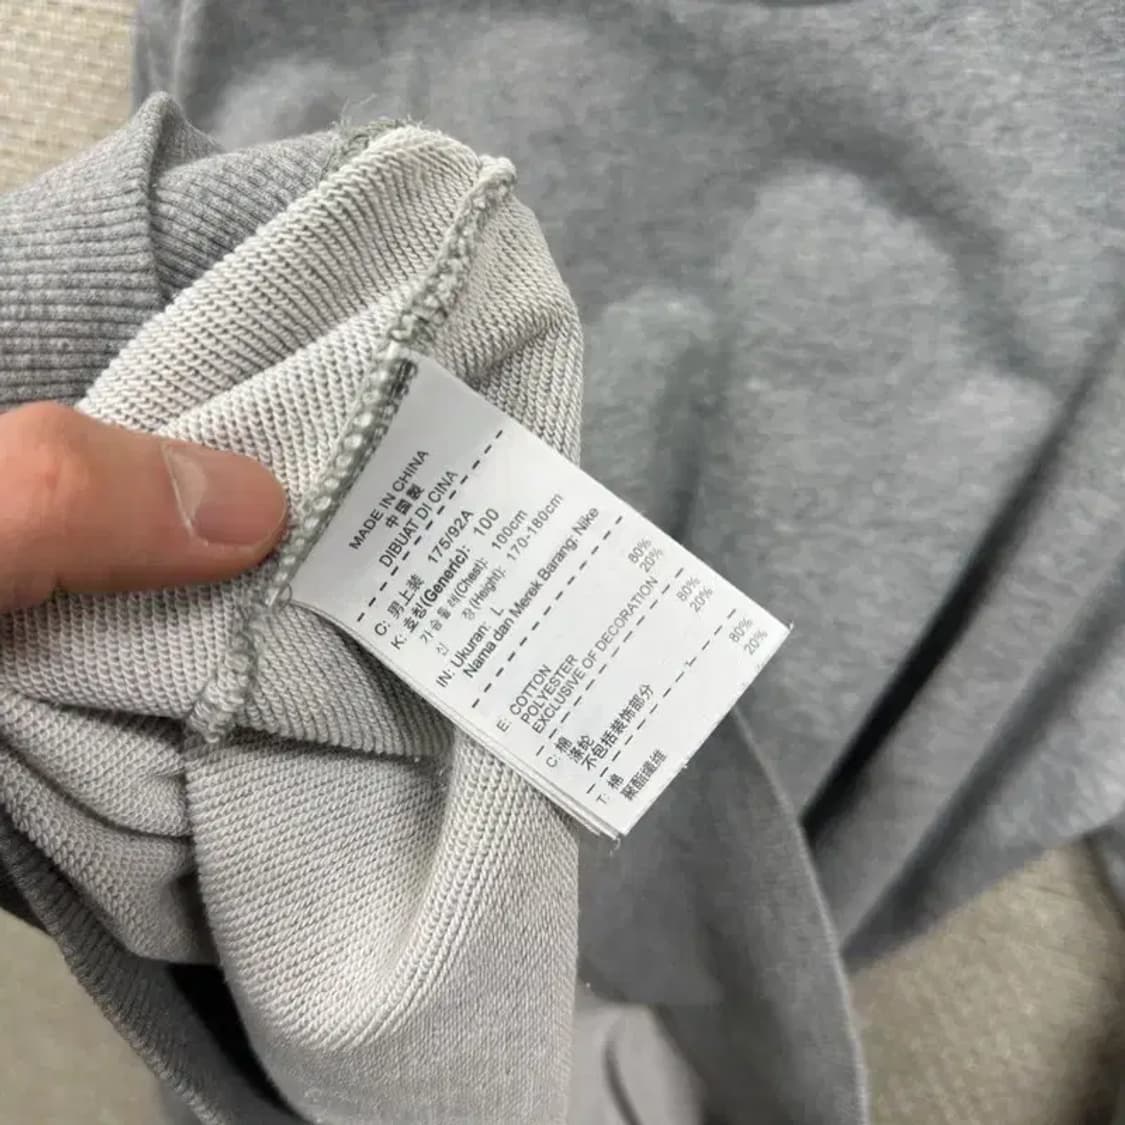 MADE IN CHINA
中国製
DIBUAT DI CINA
C: 男上装 175/92A
K: 호칭(Generic): 100
가슴둘레(Chest): 100cm
신 장(Height): 170-180cm
IN: Ukuran: L
Nama dan Merek Barang: Nike
E: COTTON 80%
POLYESTER 20%
EXCLUSIVE OF DECORATION
C: 棉 80%
涤纶 20%
不包括装饰部分
T: 棉 80%
聚酯纖維 20%